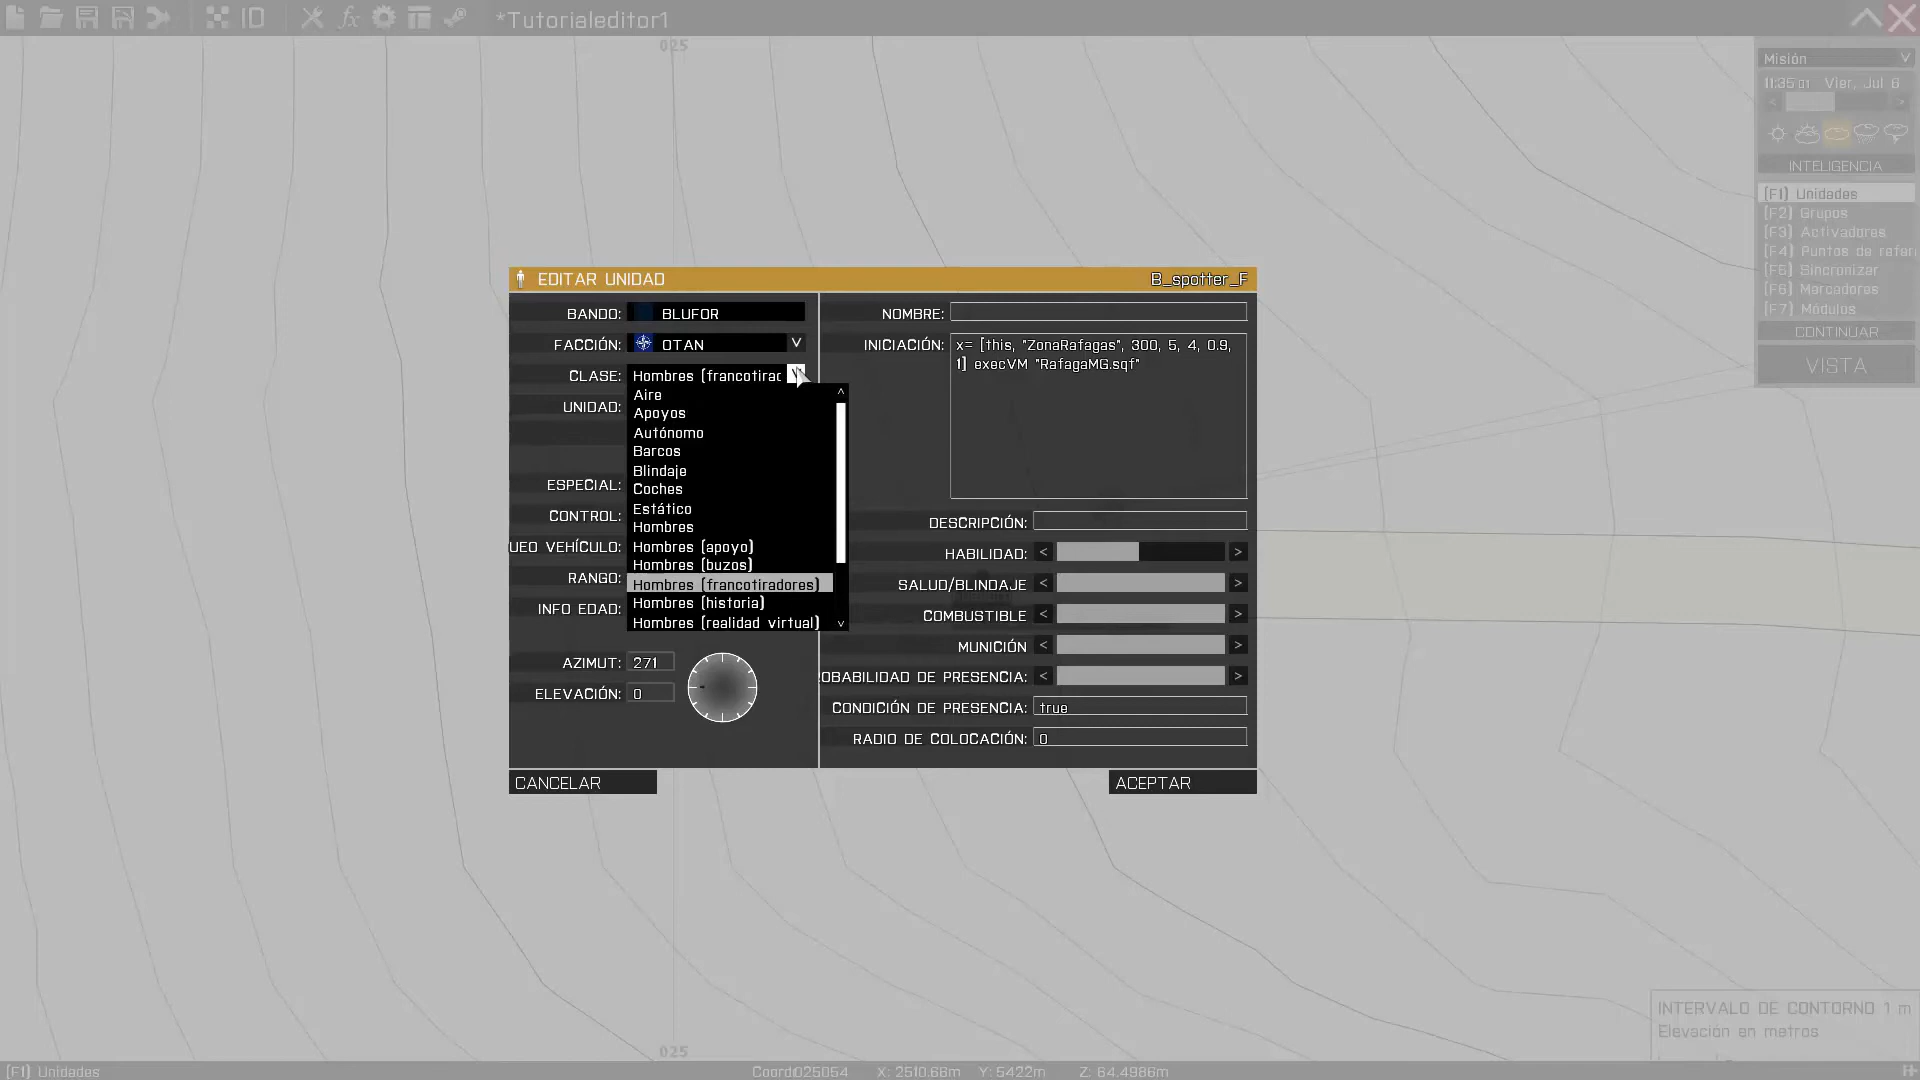 ID *Tutorialeditor1
025
Misión
11:35:01 Vier, Jul 6
INTELIGENCIA
[F1] Unidades
[F2] Grupos
[F3] Activadores
[F4] Puntos de refer
[F5] Sincronizar
[F6] Marcadores
[F7] Módulos
CONTINUAR
VISTA
EDITAR UNIDAD B_spotter_F
BANDO: BLUFOR
FACCIÓN: OTAN
CLASE: Hombres (francotirac
Aire
Apoyos
Autónomo
Barcos
Blindaje
Coches
Estático
Hombres
Hombres (apoyo)
Hombres (buzos)
Hombres (francotiradores)
Hombres (historia)
Hombres (realidad virtual)
UNIDAD:
ESPECIAL:
CONTROL:
UEO VEHÍCULO:
RANGO:
INFO EDAD:
AZIMUT: 271
ELEVACIÓN: 0
NOMBRE:
INICIACIÓN: x= [this, "ZonaRafagas", 300, 5, 4, 0.9,
1] execVM "RafagaMG.sqf"
DESCRIPCIÓN:
HABILIDAD:
SALUD/BLINDAJE
COMBUSTIBLE
MUNICIÓN
OBABILIDAD DE PRESENCIA:
CONDICIÓN DE PRESENCIA: true
RADIO DE COLOCACIÓN: 0
CANCELAR ACEPTAR
INTERVALO DE CONTORNO 1 m
Elevación en metros
025
[F1] Unidades Coord:025054 X: 2510.66m Y: 5422m Z: 64.4986m